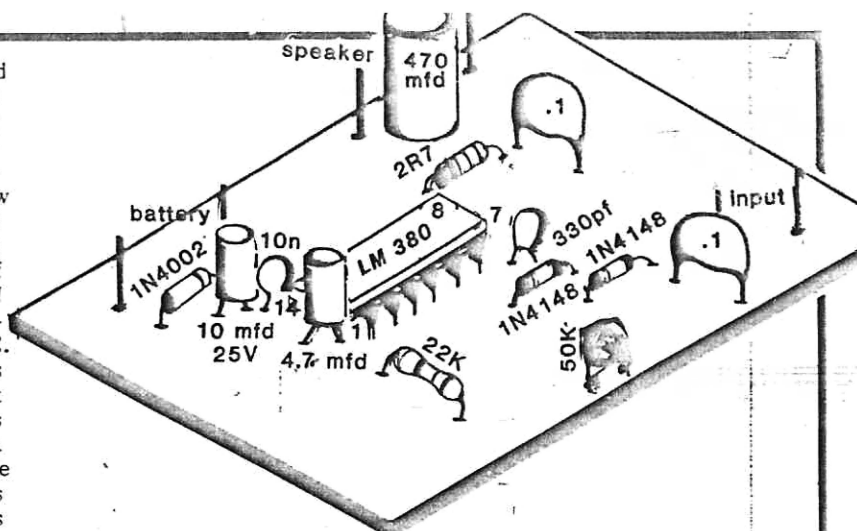 speaker
470
mfd
.1
2R7
battery
input
8
7
330pf
1N4148
.1
1N4002
10n
LM 380
14
1
1N4148
10 mfd
25V
4.7 mfd
22K
50K
d
w
e
s
s